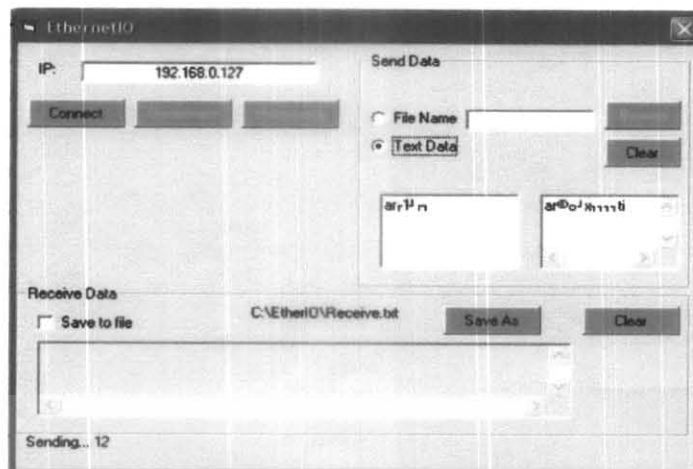 EthernetIO
IP: 192.168.0.127
Connect
Send Data
File Name
Text Data
Clear
Receive Data
Save to file
C:\EtherIO\Receive.txt
Save As
Clear
Sending... 12